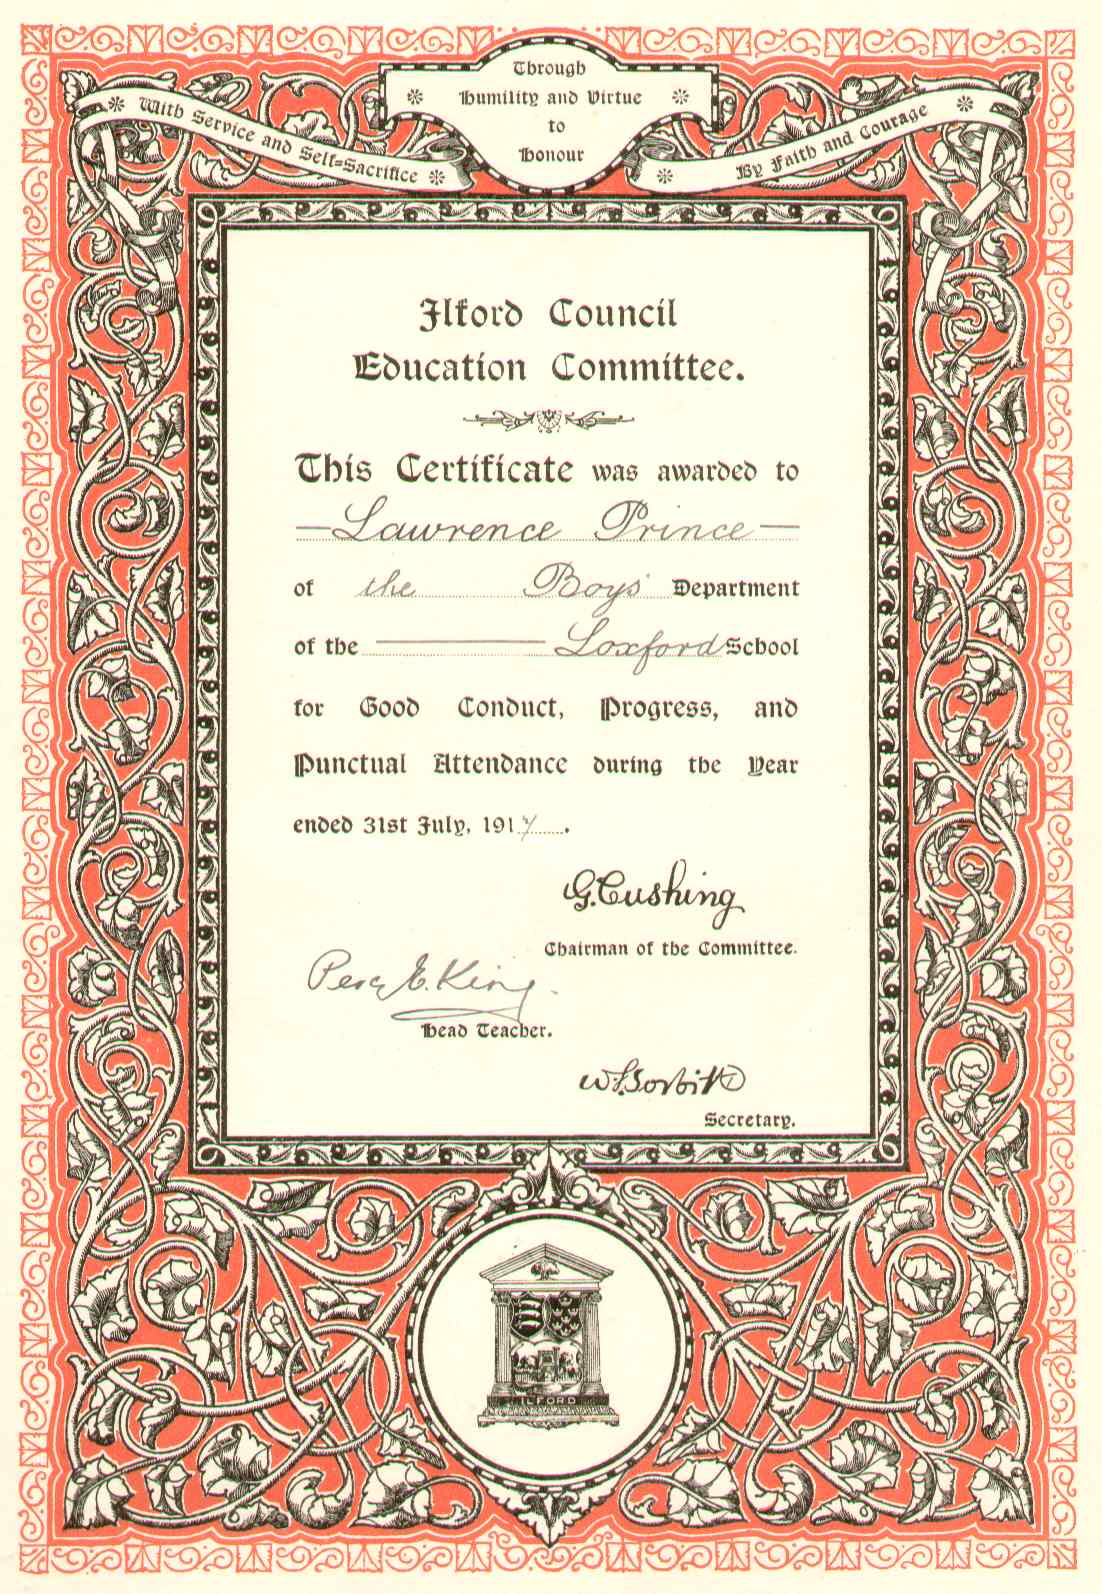 Through
Humility and Virtue
to
Honour
With Service and Self-Sacrifice
By Faith and Courage
Ilford Council
Education Committee.
This Certificate was awarded to
Lawrence Prince
of the Boys' Department
of the Loxford School
for Good Conduct, Progress, and
Punctual Attendance during the Year
ended 31st July, 191
G. Cushing
Chairman of the Committee.
Percy E. King.
Head Teacher.
Secretary.
ILFORD